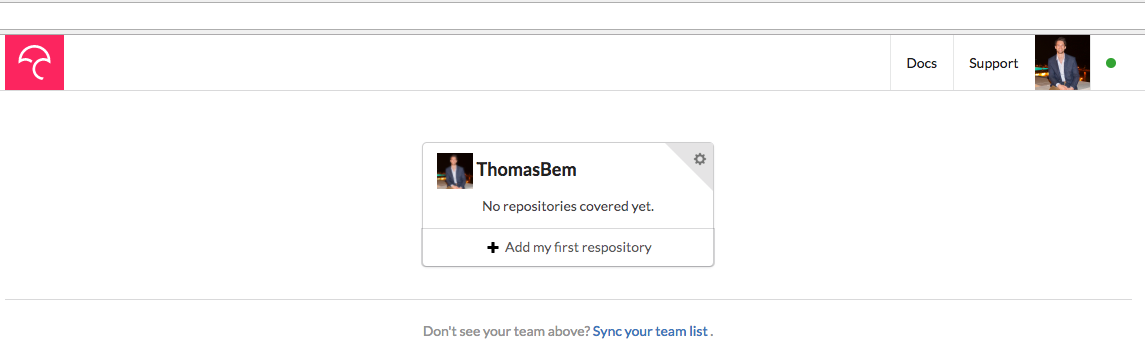 Docs
Support
ThomasBem
No repositories covered yet.
Add my first respository
Don't see your team above? Sync your team list .